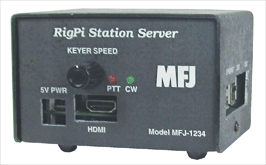 RigPi Station Server
KEYER SPEED
MFJ
PTT CW
5V PWR
HDMI
Model MFJ-1234